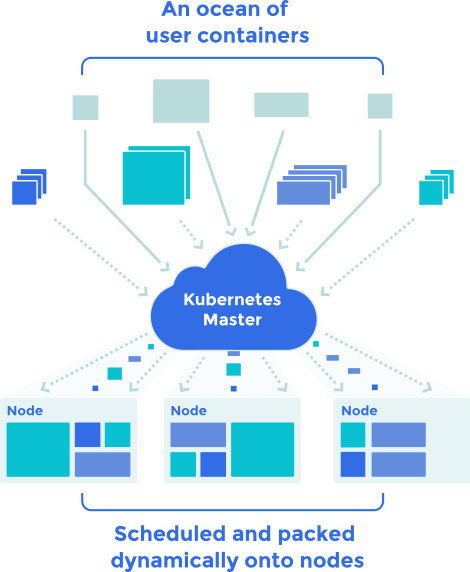 An ocean of
user containers
Kubernetes
Master
Node
Node
Node
Scheduled and packed
dynamically onto nodes